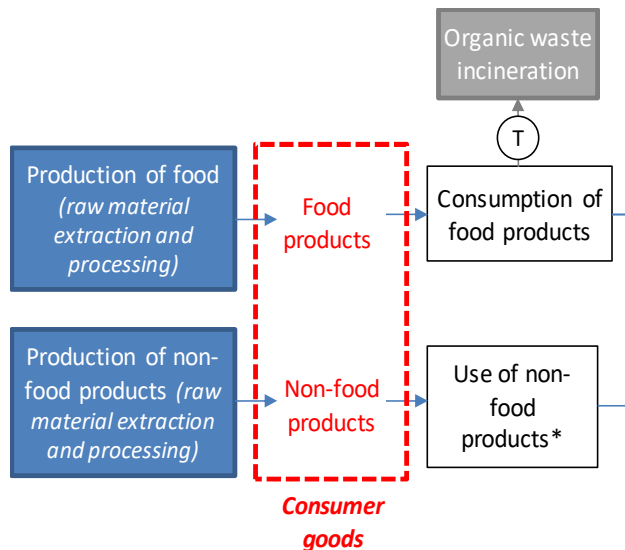 Organic waste
incineration
T
Production of food
(raw material
extraction and
processing)
Food
products
Consumption of
food products
Production of non-
food products (raw
material extraction
and processing)
Non-food
products
Use of non-
food
products*
Consumer
goods